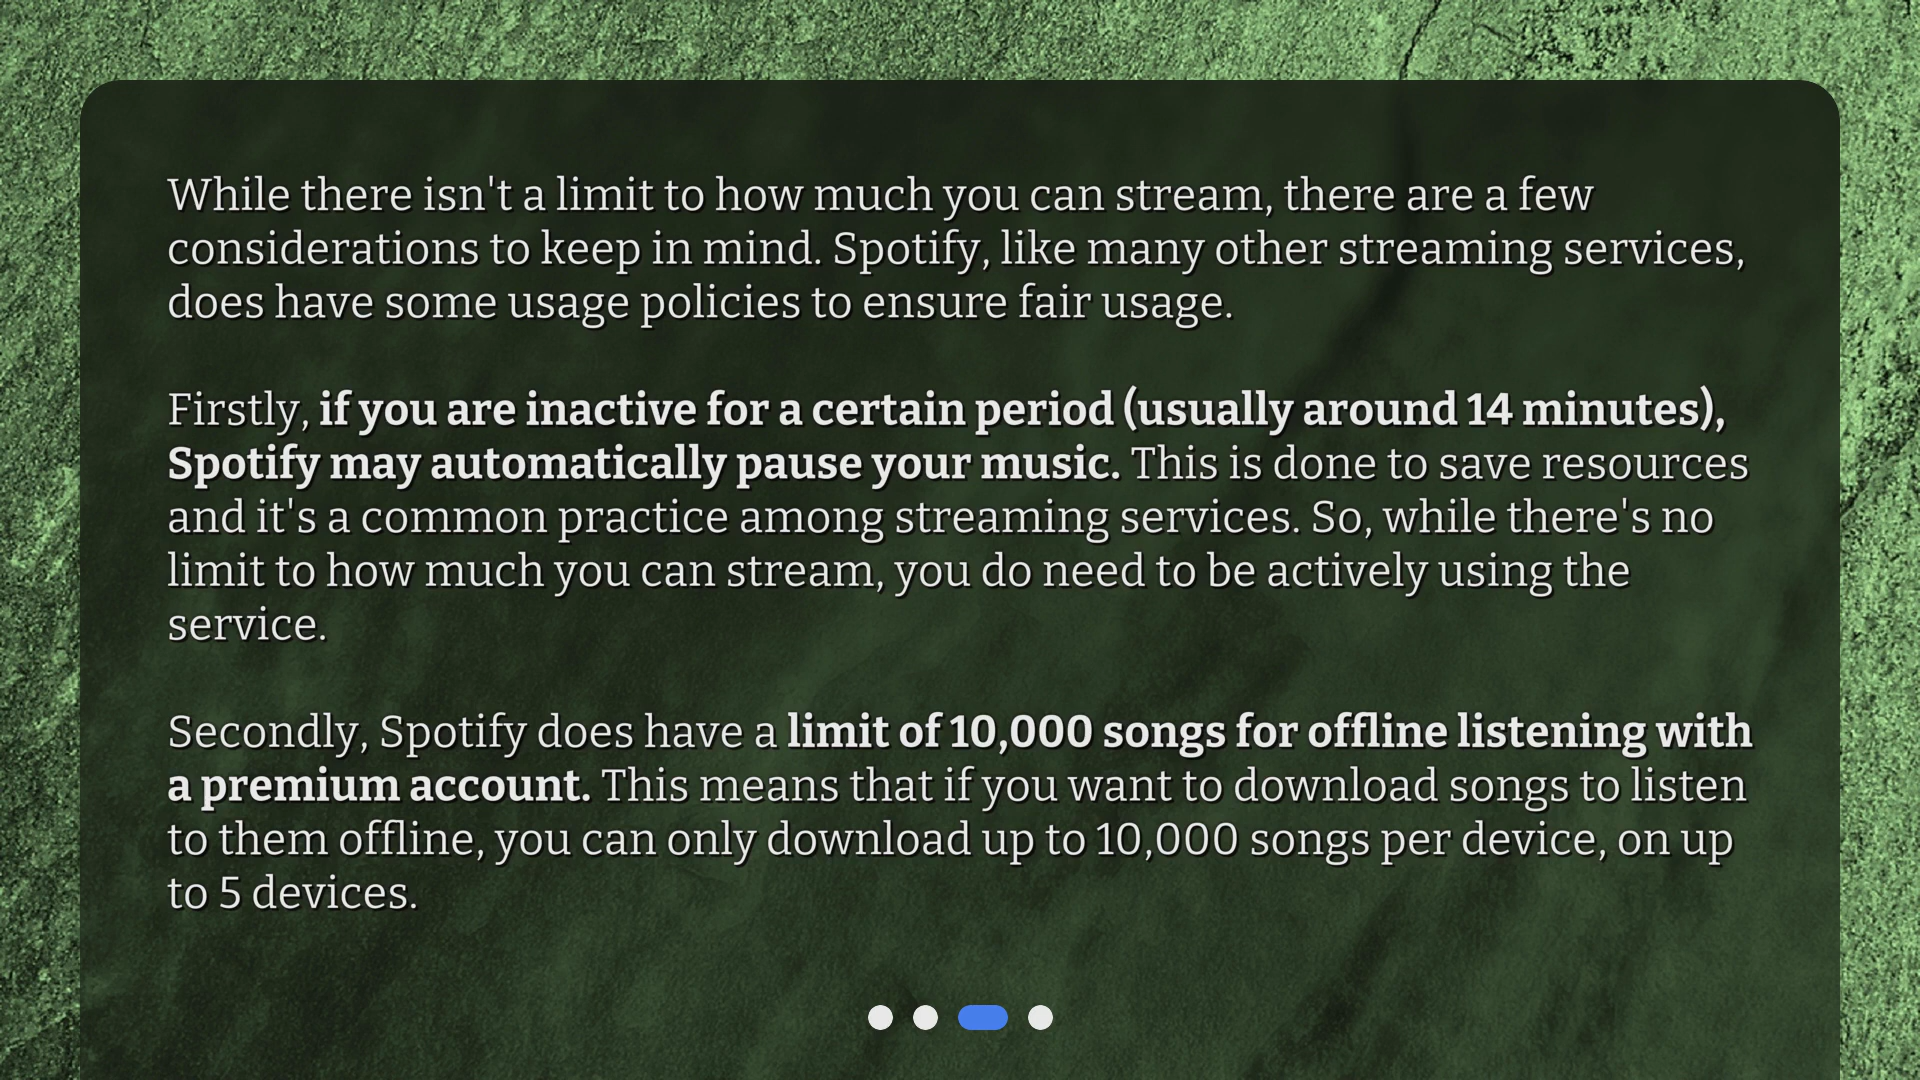 While there isn't a limit to how much you can stream, there are a few
considerations to keep in mind. Spotify, like many other streaming services,
does have some usage policies to ensure fair usage.
Firstly, if you are inactive for a certain period (usually around 14 minutes),
Spotify may automatically pause your music. This is done to save resources
and it's a common practice among streaming services. So, while there's no
limit to how much you can stream, you do need to be actively using the
service.
Secondly, Spotify does have a limit of 10,000 songs for offline listening with
a premium account. This means that if you want to download songs to listen
to them offline, you can only download up to 10,000 songs per device, on up
to 5 devices.